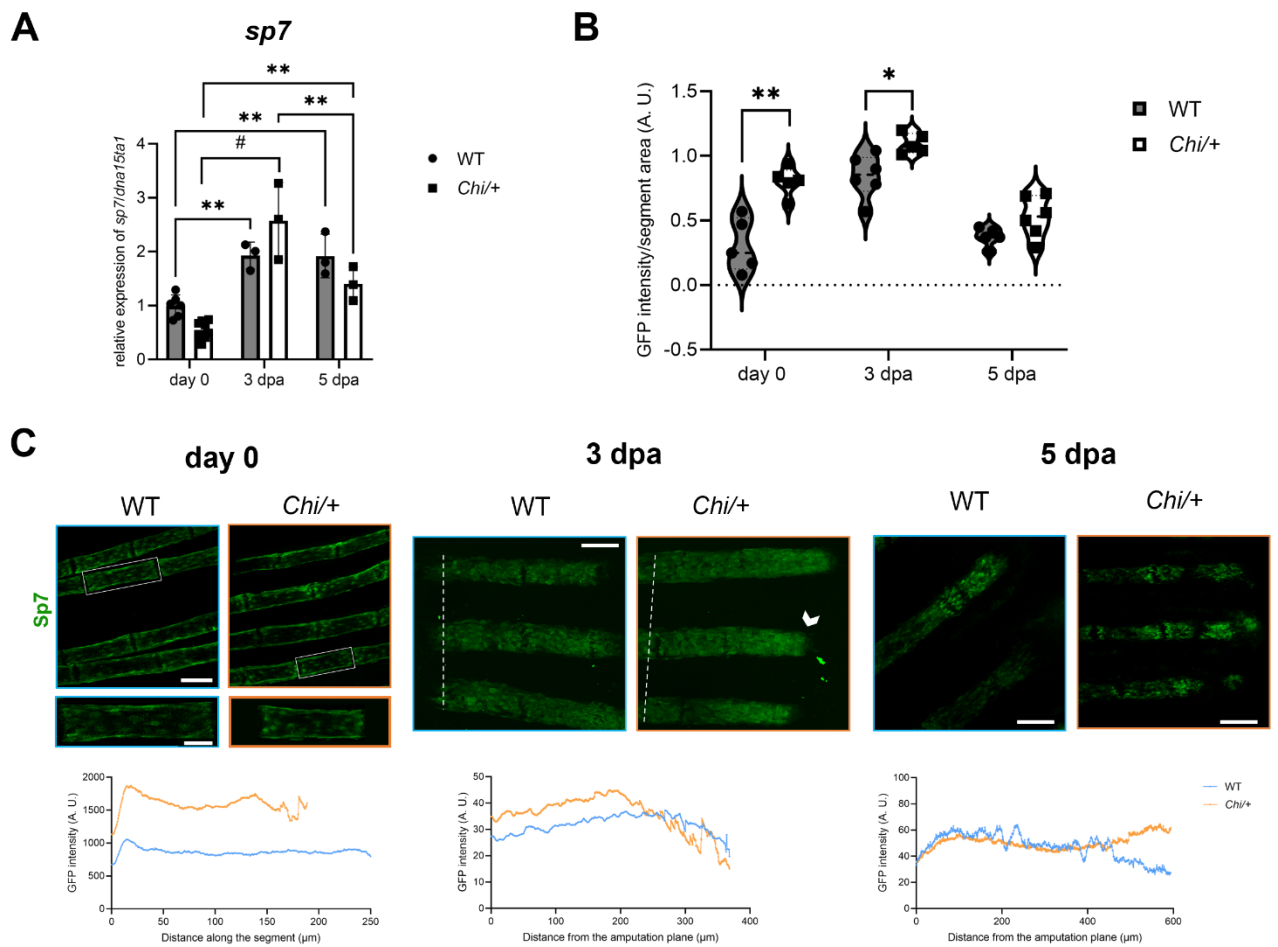 A
sp7
**
**
**
#
**
relative expression of sp7/dna15ta1
4
3
2
1
0
day 0 3 dpa 5 dpa
WT
Chi/+
B
**
*
GFP intensity/segment area (A. U.)
1.5
1.0
0.5
0.0
-0.5
day 0 3 dpa 5 dpa
WT
Chi/+
C
day 0 3 dpa 5 dpa
WT Chi/+ WT Chi/+ WT Chi/+
Sp7
GFP intensity (A. U.)
2000
1500
1000
500
0
0 50 100 150 200 250
Distance along the segment (µm)
GFP intensity (A. U.)
50
40
30
20
10
0
0 100 200 300 400
Distance from the amputation plane (µm)
GFP intensity (A. U.)
100
80
60
40
20
0
0 200 400 600
Distance from the amputation plane (µm)
WT
Chi/+